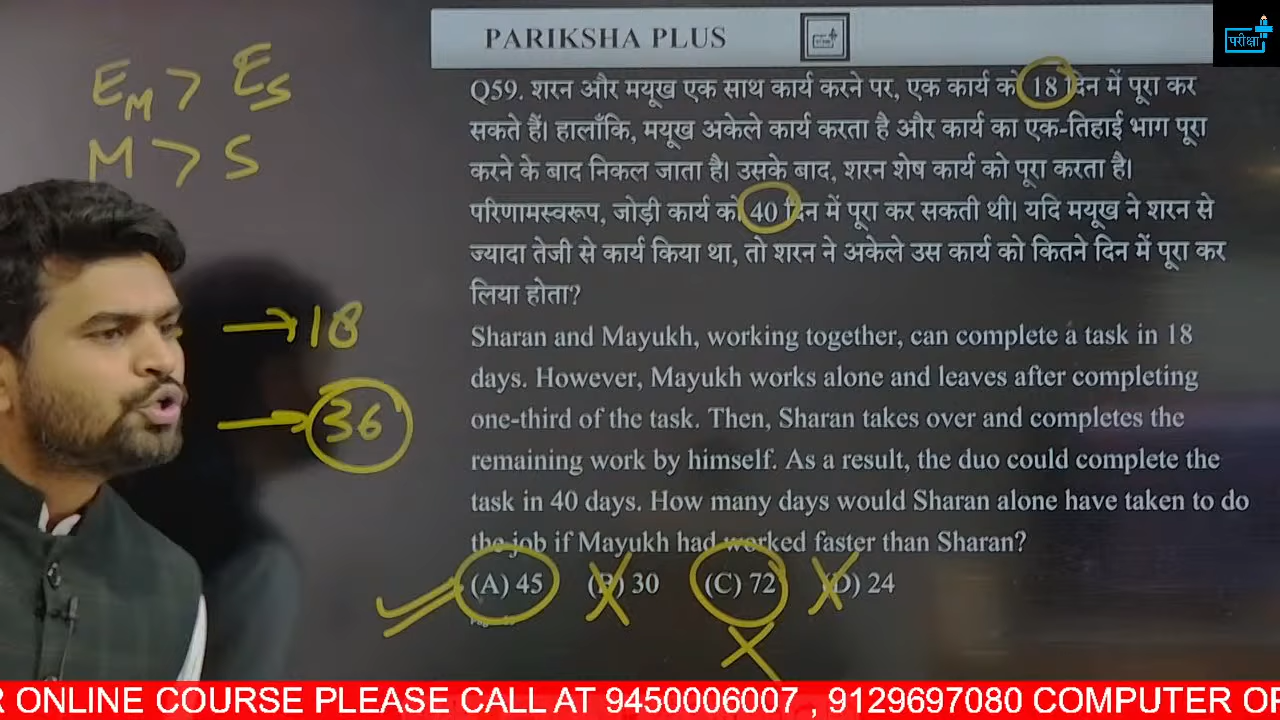 PARIKSHA PLUS
परीक्षा
E_M > E_S
M > S
→ 18
→ 36
Q59. शरन और मयूख एक साथ कार्य करने पर, एक कार्य को 18 दिन में पूरा कर
सकते हैं। हालाँकि, मयूख अकेले कार्य करता है और कार्य का एक-तिहाई भाग पूरा
करने के बाद निकल जाता है। उसके बाद, शरन शेष कार्य को पूरा करता है।
परिणामस्वरूप, जोड़ी कार्य को 40 दिन में पूरा कर सकती थी। यदि मयूख ने शरन से
ज्यादा तेजी से कार्य किया था, तो शरन ने अकेले उस कार्य को कितने दिन में पूरा कर
लिया होता?
Sharan and Mayukh, working together, can complete a task in 18
days. However, Mayukh works alone and leaves after completing
one-third of the task. Then, Sharan takes over and completes the
remaining work by himself. As a result, the duo could complete the
task in 40 days. How many days would Sharan alone have taken to do
the job if Mayukh had worked faster than Sharan?
(A) 45 (B) 30 (C) 72 (D) 24
R ONLINE COURSE PLEASE CALL AT 9450006007 , 9129697080 COMPUTER OP